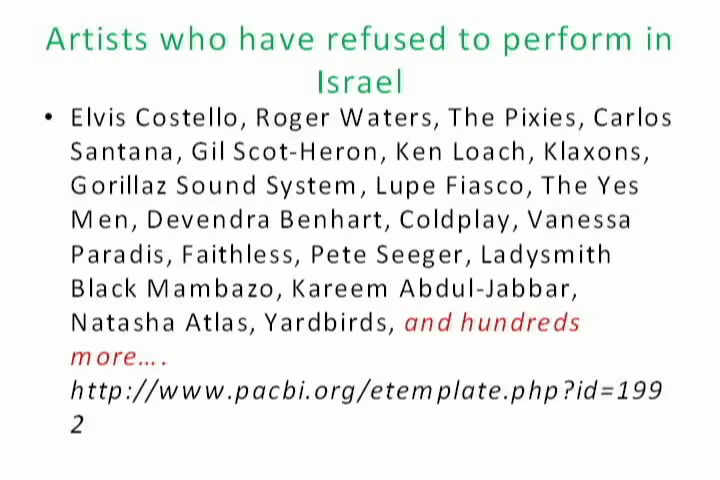 Artists who have refused to perform in
Israel
• Elvis Costello, Roger Waters, The Pixies, Carlos
Santana, Gil Scot-Heron, Ken Loach, Klaxons,
Gorillaz Sound System, Lupe Fiasco, The Yes
Men, Devendra Benhart, Coldplay, Vanessa
Paradis, Faithless, Pete Seeger, Ladysmith
Black Mambazo, Kareem Abdul-Jabbar,
Natasha Atlas, Yardbirds, and hundreds
more....
http://www.pacbi.org/etemplate.php?id=199
2